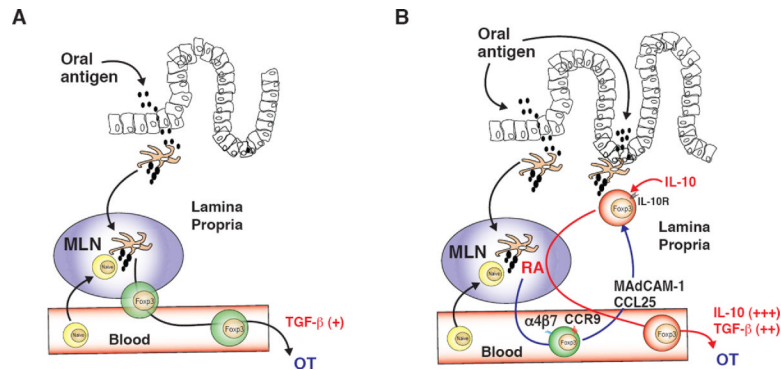 A
Oral
antigen
Lamina
Propria
MLN
Naive
Foxp3
Naive
Blood
Foxp3
TGF-β (+)
OT
B
Oral
antigen
IL-10
Foxp3
IL-10R
Lamina
Propria
MLN
Naive
RA
MAdCAM-1
CCL25
α4β7
CCR9
Naive
Blood
Foxp3
Foxp3
IL-10 (+++)
TGF-β (++)
OT